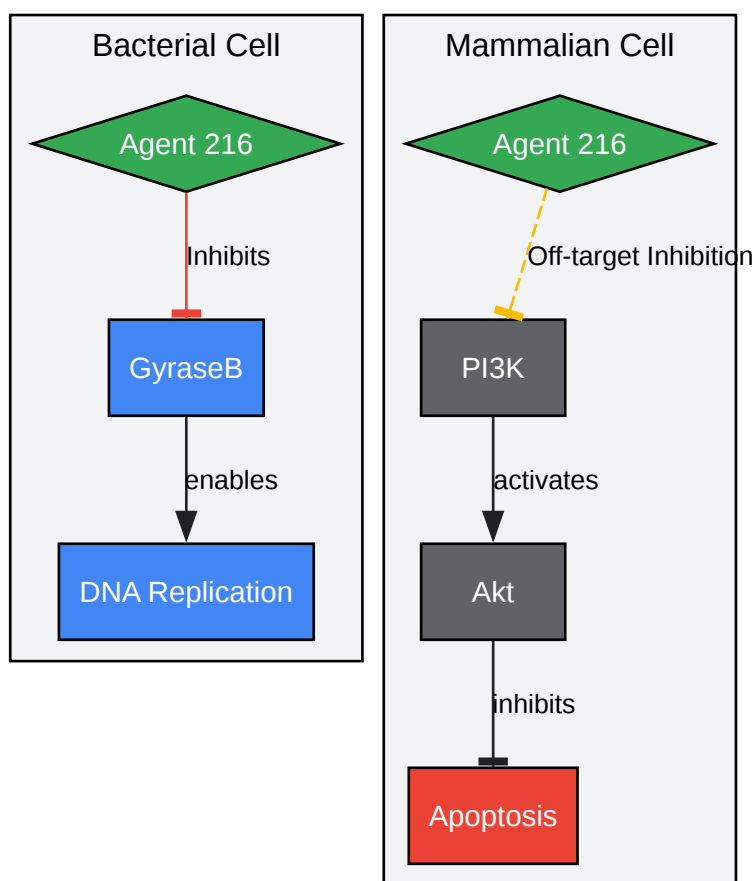 Bacterial Cell
Agent 216
Inhibits
GyraseB
enables
DNA Replication
Mammalian Cell
Agent 216
Off-target Inhibition
PI3K
activates
Akt
inhibits
Apoptosis